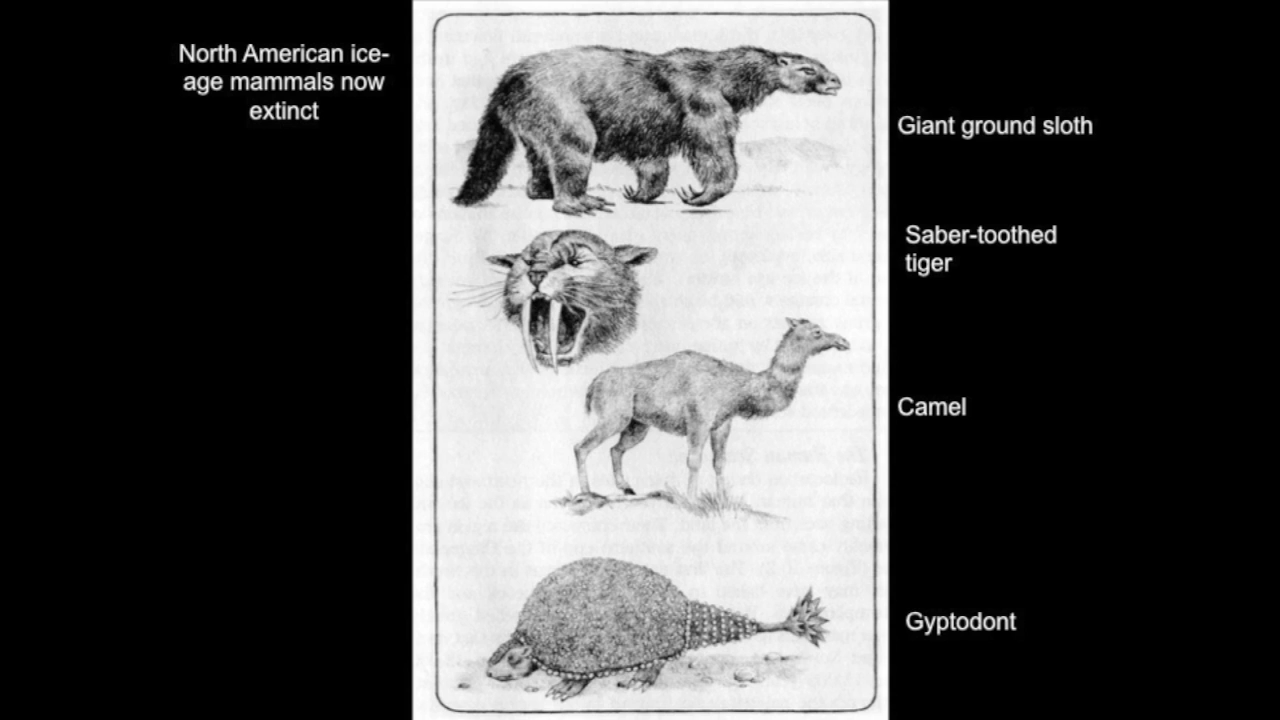 North American ice-
age mammals now
extinct
Giant ground sloth
Saber-toothed
tiger
Camel
Gyptodont